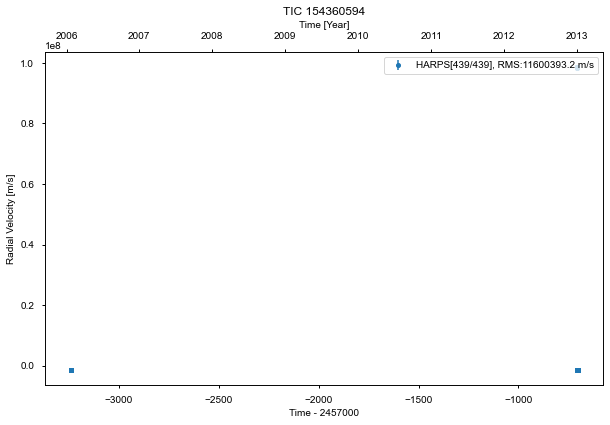 TIC 154360594
Time [Year]
2006 2007 2008 2009 2010 2011 2012 2013
1e8
HARPS[439/439], RMS:11600393.2 m/s
1.0
0.8
0.6
0.4
0.2
0.0
Radial Velocity [m/s]
−3000 −2500 −2000 −1500 −1000
Time - 2457000